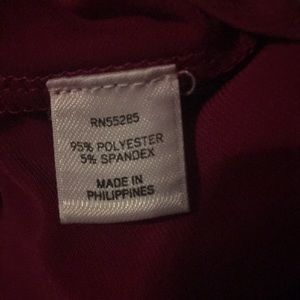 RN55285
95% POLYESTER
5% SPANDEX
MADE IN
PHILIPPINES